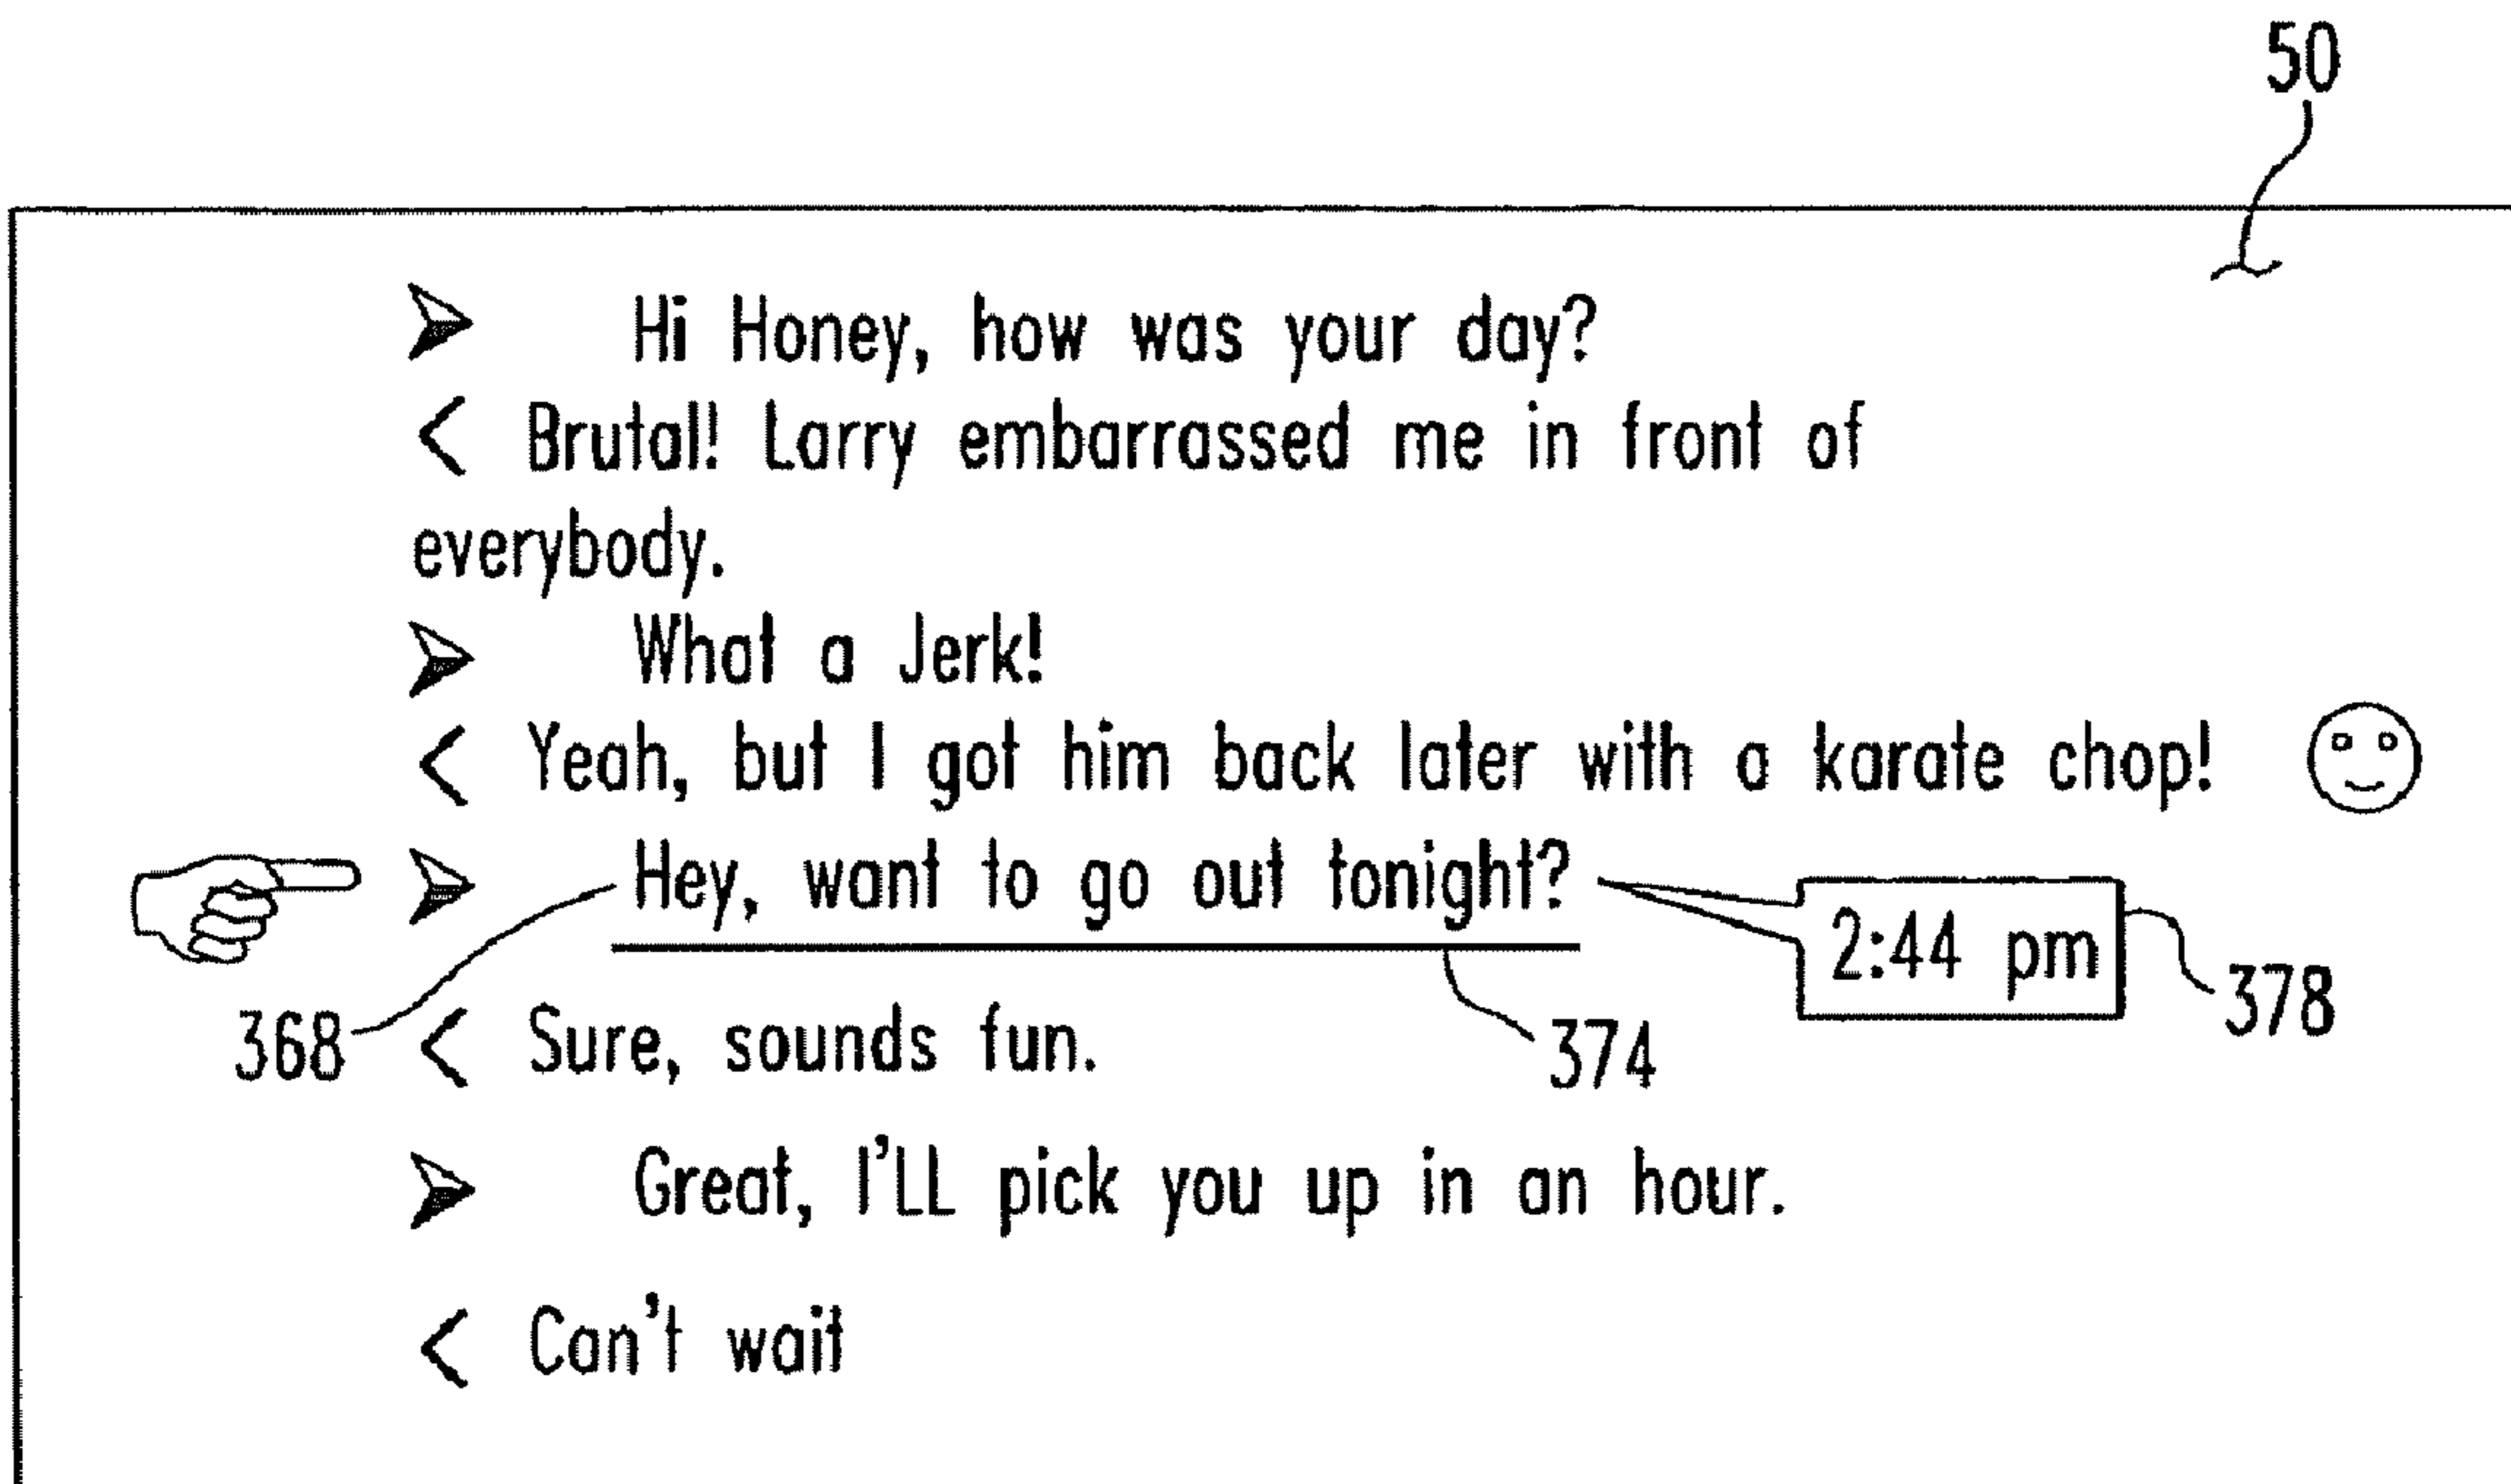 50
➢ Hi Honey, how was your day?
< Brutal! Larry embarrassed me in front of
everybody.
➢ What a Jerk!
< Yeah, but I got him back later with a karate chop!
➢ Hey, want to go out tonight?
2:44 pm
378
368
< Sure, sounds fun.
374
➢ Great, I'LL pick you up in an hour.
< Can't wait